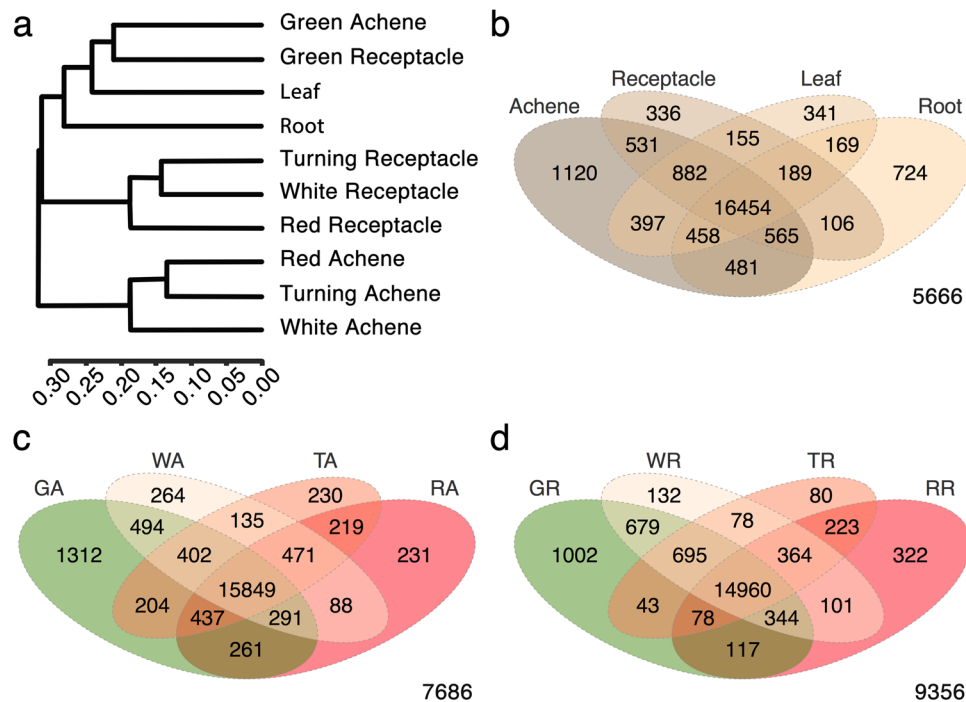 a
Green Achene
Green Receptacle
Leaf
Root
Turning Receptacle
White Receptacle
Red Receptacle
Red Achene
Turning Achene
White Achene
0.30 0.25 0.20 0.15 0.10 0.05 0.00
b
Receptacle Leaf
Achene Root
336 341
531 155 169
1120 882 189 724
16454
397 458 565 106
481
5666
c
WA TA
GA RA
264 230
494 135 219
1312 402 471 231
15849
204 437 291 88
261
7686
d
WR TR
GR RR
132 80
679 78 223
1002 695 364 322
14960
43 78 344 101
117
9356